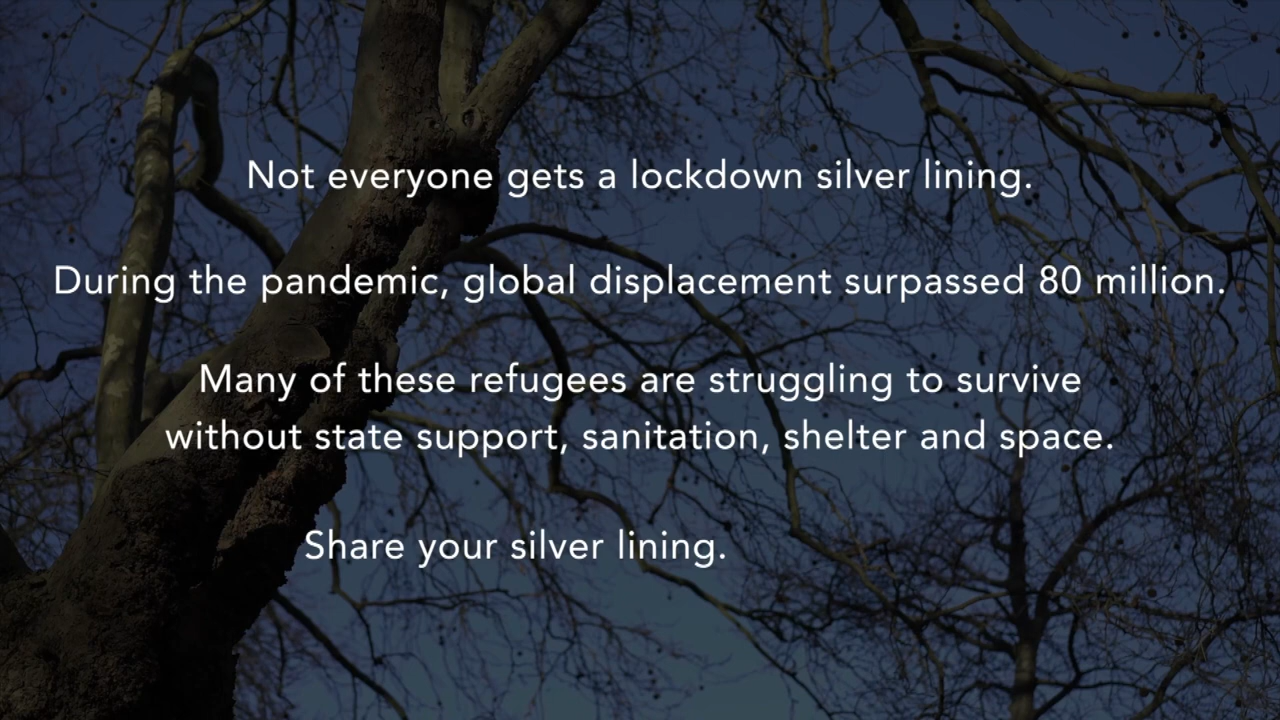 Not everyone gets a lockdown silver lining.
During the pandemic, global displacement surpassed 80 million.
Many of these refugees are struggling to survive
without state support, sanitation, shelter and space.
Share your silver lining.